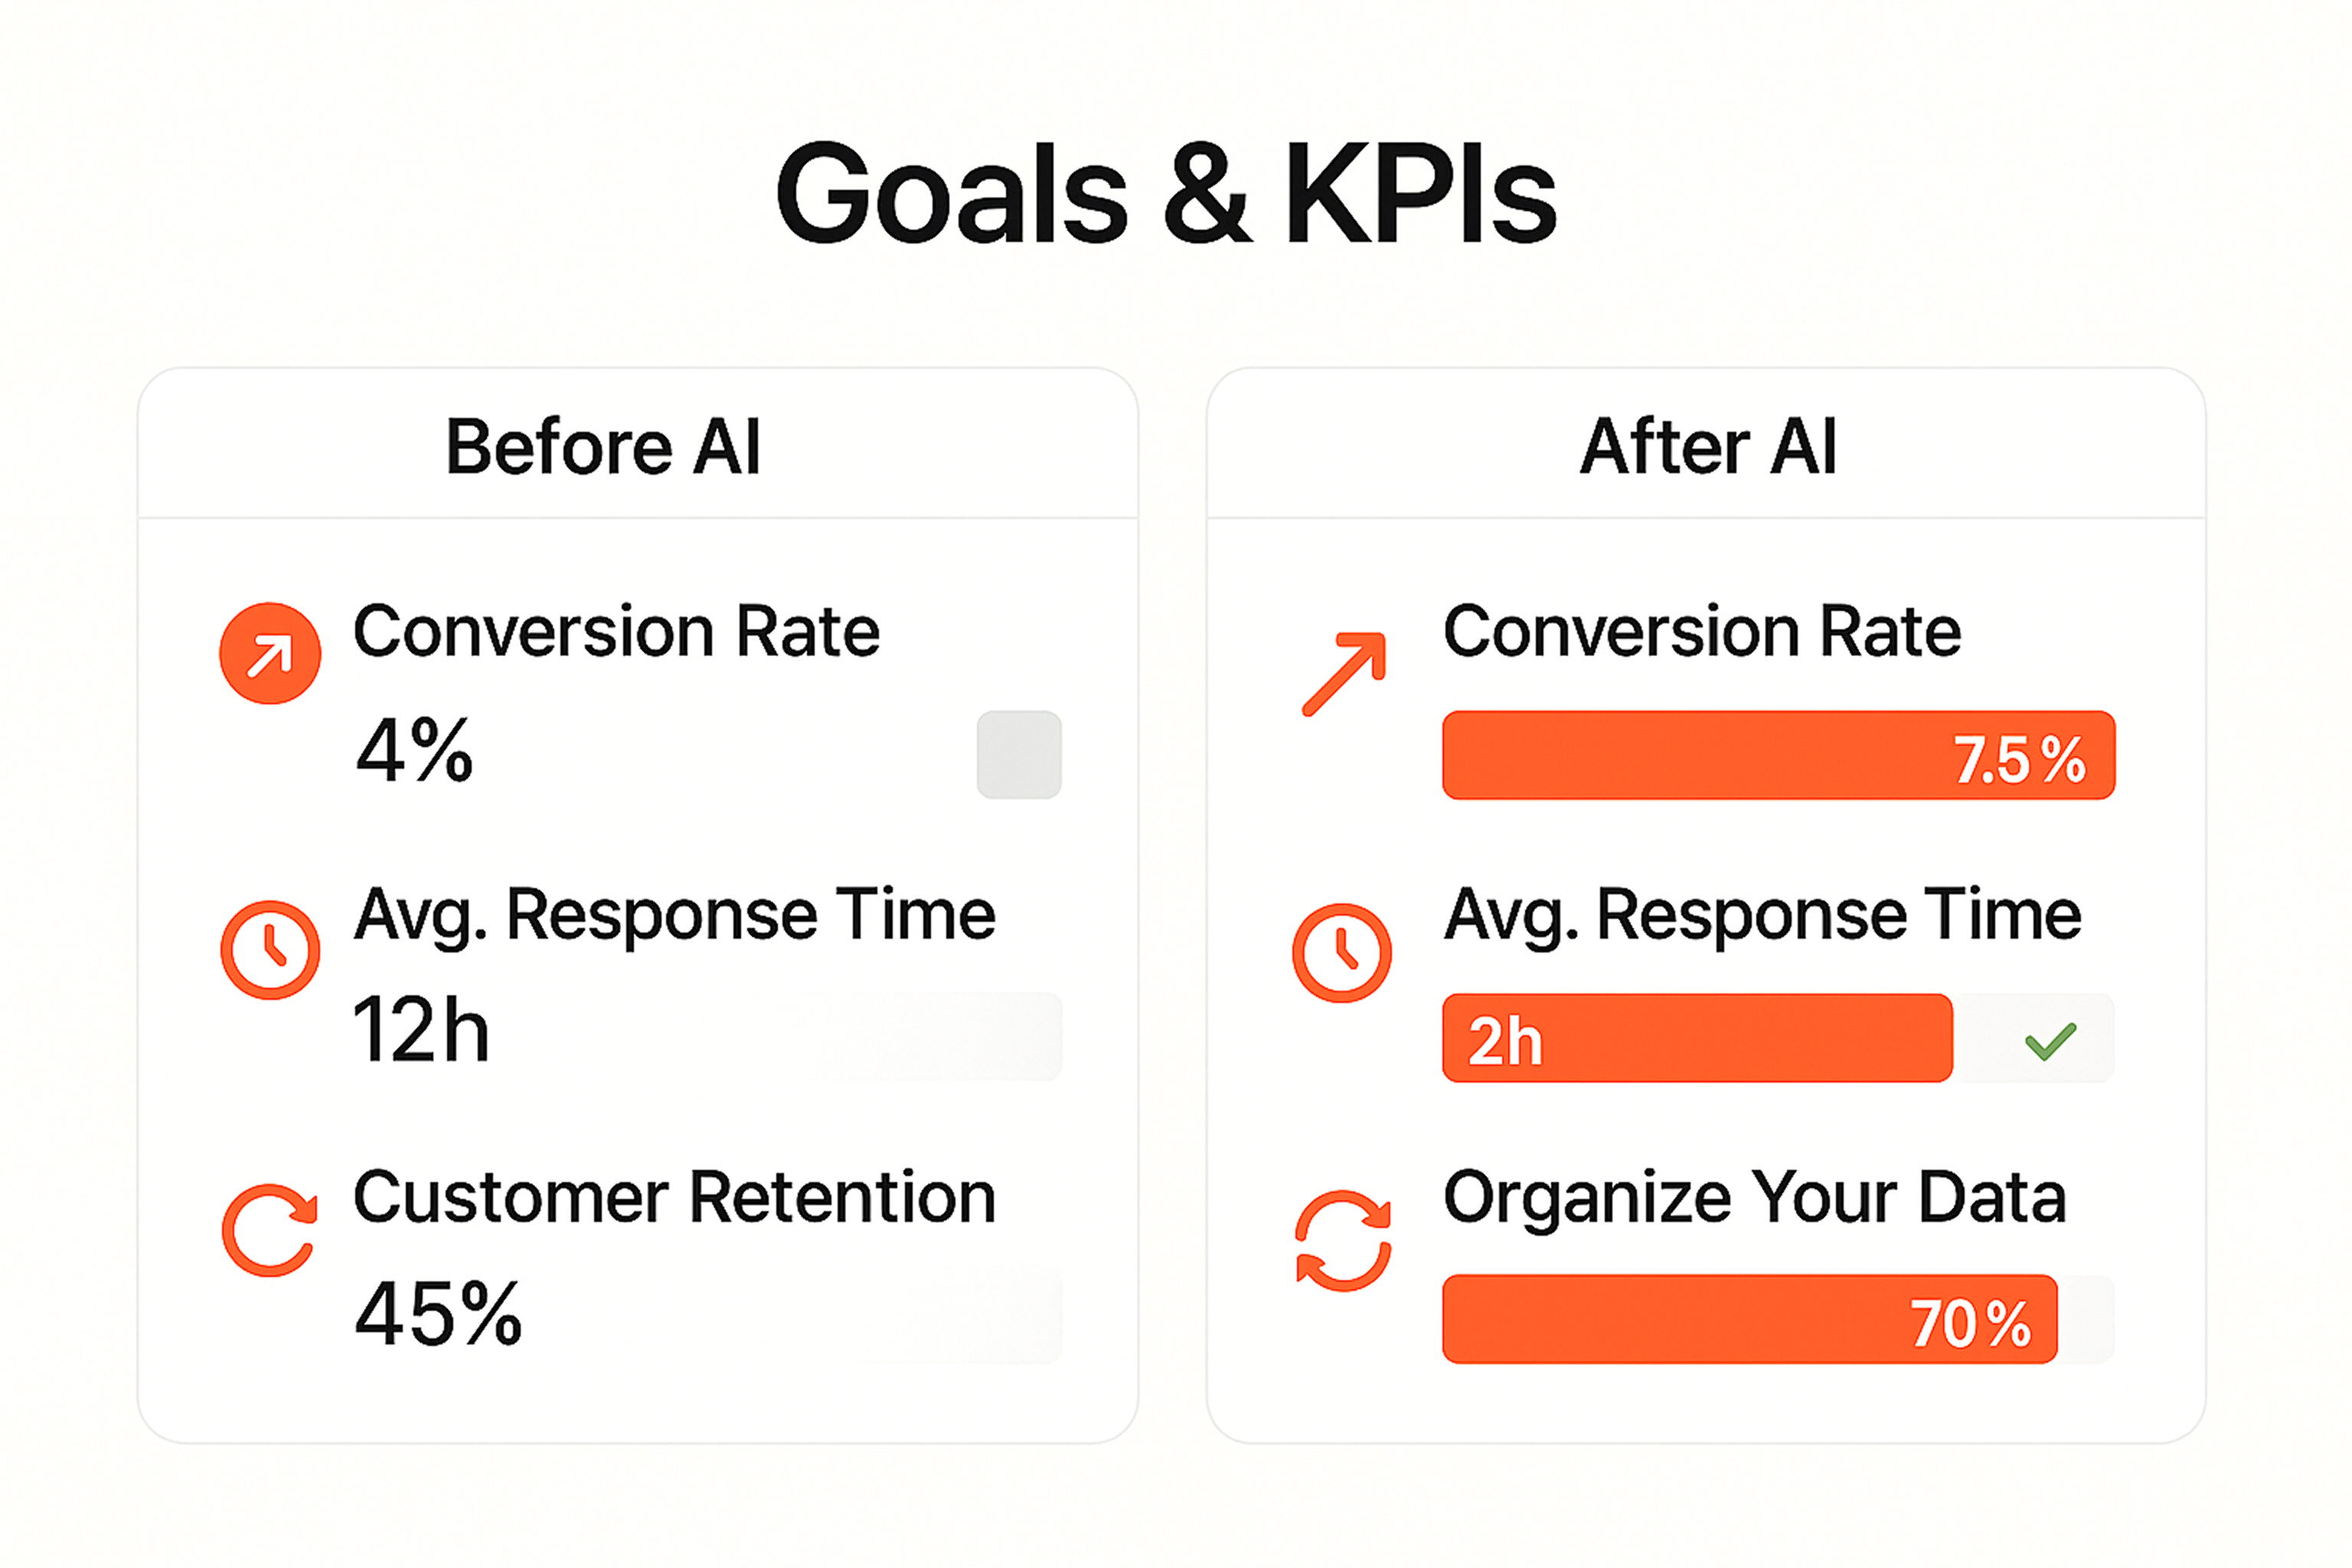 Goals & KPIs
Before AI
Conversion Rate
4%
Avg. Response Time
12h
Customer Retention
45%
After AI
Conversion Rate
7.5%
Avg. Response Time
2h
Organize Your Data
70%